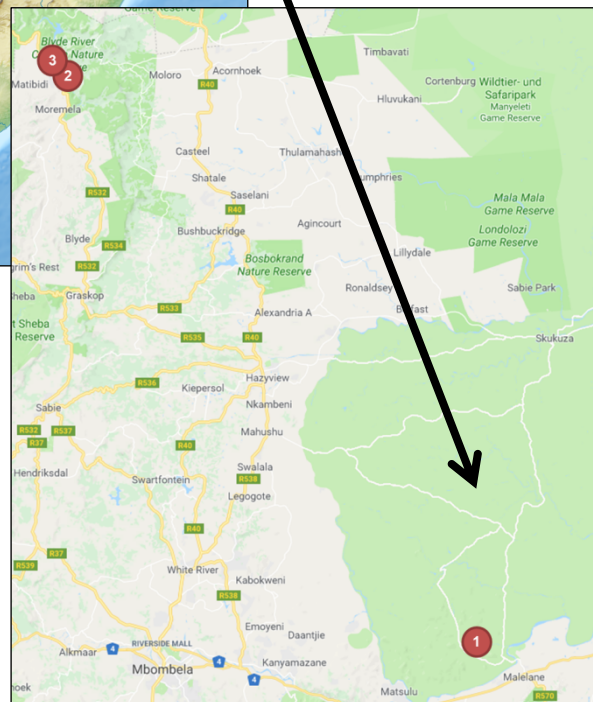 Game Reserve
Blyde River
Nature
3
2
Matibidi
Moremela
Moloro
Acornhoek
R40
Timbavati
Cortenburg
Wildtier- und
Safaripark
Manyeleti
Game Reserve
Hluvukani
Casteel
Thulamahashe
Shatale
Saselani
R532
R40
Mala Mala
Game Reserve
Londolozi
Game Reserve
Agincourt
Bushbuckridge
Blyde
R534
R532
Bosbokrand
Nature Reserve
Lillydale
Ronaldsey
Sabie Park
grim's Rest
Graskop
R533
Alexandria A
t Sheba
Reserve
R535
R40
Skukuza
Hazyview
R536
Kiepersol
Nkambeni
Sabie
R532
R537
R37
Mahushu
R40
Hendriksdal
Swalala
R538
Swartfontein
Legogote
R40
R37
R539
White River
Kabokweni
R538
Emoyeni
Daantjie
1
Alkmaar
4
RIVERSIDE MALL
Mbombela
4
4
Kanyamazane
Matsulu
Malelane
R570